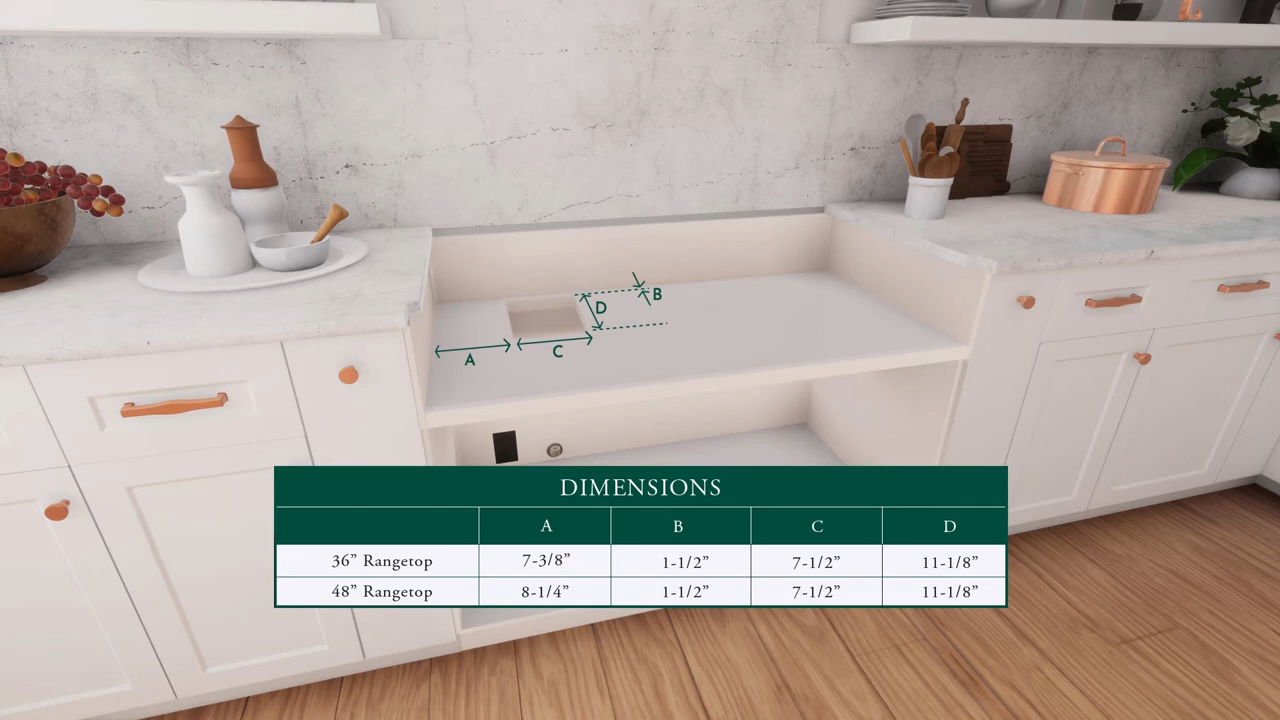 B
D
A
C
DIMENSIONS
A B C D
36” Rangetop 7-3/8” 1-1/2” 7-1/2” 11-1/8”
48” Rangetop 8-1/4” 1-1/2” 7-1/2” 11-1/8”